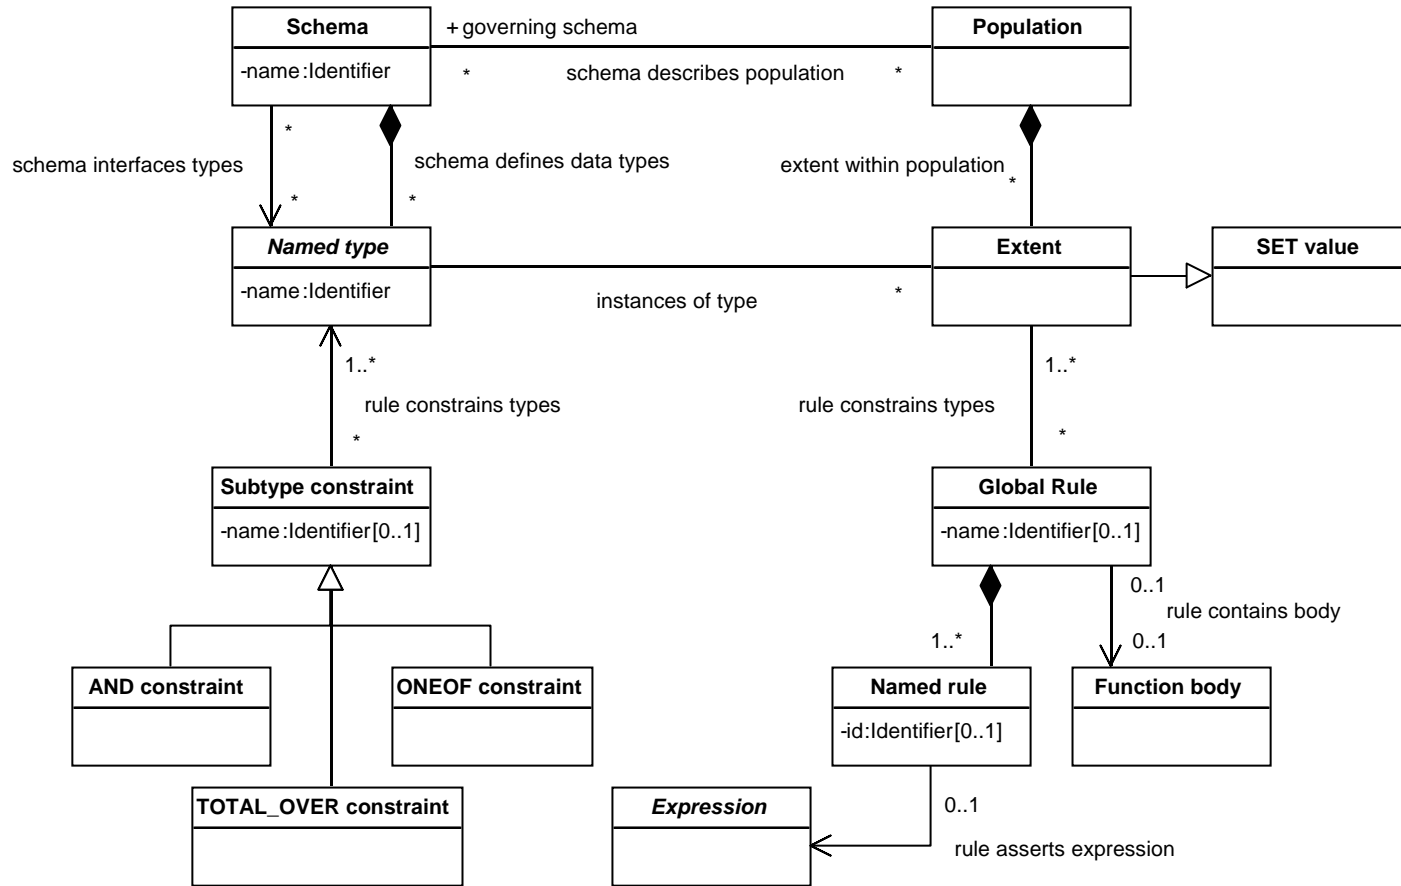 Schema
+ governing schema
Population
-name:Identifier
*
schema describes population
*
*
schema interfaces types
schema defines data types
extent within population
*
*
*
Named type
Extent
SET value
-name:Identifier
instances of type
*
1..*
1..*
rule constrains types
rule constrains types
*
*
Subtype constraint
Global Rule
-name:Identifier[0..1]
-name:Identifier[0..1]
0..1
rule contains body
1..*
0..1
AND constraint
ONEOF constraint
Named rule
Function body
-id:Identifier[0..1]
TOTAL_OVER constraint
Expression
0..1
rule asserts expression